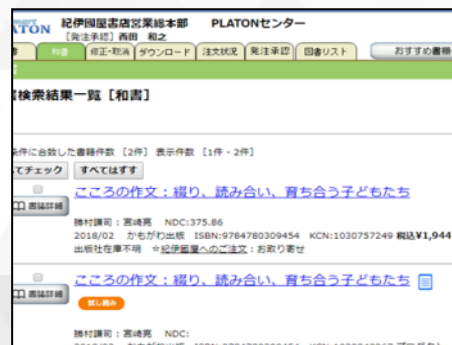 PLATON 紀伊國屋書店営業総本部 PLATONセンター
[発注承認] 西田 和之
和書 修正・取消 ダウンロード 注文状況 発注承認 図書リスト おすすめ書籍
検索結果一覧 [和書]
条件に合致した書籍件数 [2件] 表示件数 [1件 - 2件]
てチェック すべてはずす
こころの作文：綴り、読み合い、育ち合う子どもたち
書誌詳細
勝村謙司：宮崎亮 NDC:375.86
2018/02 かもがわ出版 ISBN:9784780309454 KCN:1030757249 税込¥1,944
出版社在庫不明 ☆紀伊國屋へのご注文：お取り寄せ
こころの作文：綴り、読み合い、育ち合う子どもたち
書誌詳細
試し読み
勝村謙司：宮崎亮 NDC: